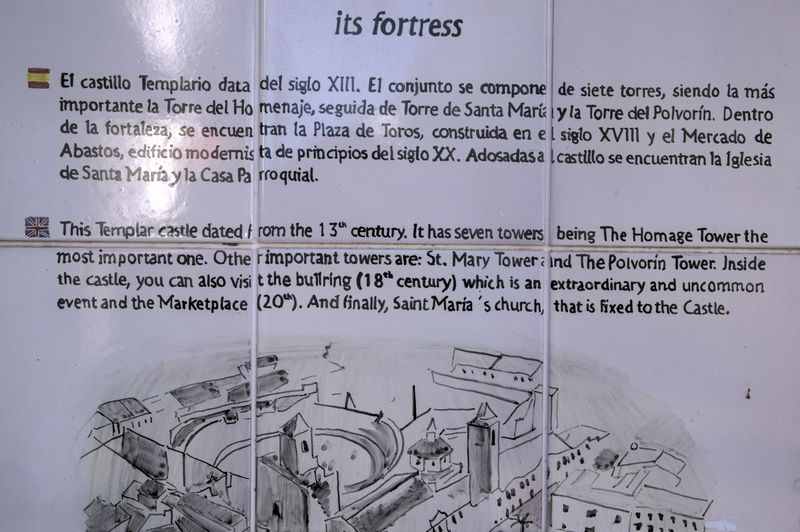 its fortress
El castillo Templario data del siglo XIII. El conjunto se compone de siete torres, siendo la más
importante la Torre del Homenaje, seguida de Torre de Santa María y la Torre del Polvorín. Dentro
de la fortaleza, se encuentran la Plaza de Toros, construida en el siglo XVIII y el Mercado de
Abastos, edificio modernista de principios del siglo XX. Adosadas al castillo se encuentran la Iglesia
de Santa María y la Casa Parroquial.
This Templar castle dated from the 13th century. It has seven towers being The Homage Tower the
most important one. Other important towers are: St. Mary Tower and The Polvorín Tower. Inside
the castle, you can also visit the bullring (18th century) which is an extraordinary and uncommon
event and the Marketplace (20th). And finally, Saint María´s church, that is fixed to the Castle.